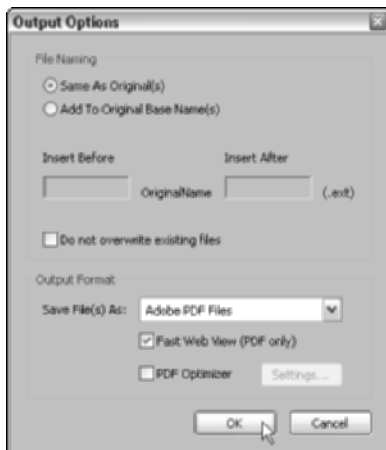 Output Options
File Naming
Same As Original(s)
Add To Original Base Name(s)
Insert Before Insert After
OriginalName (.ext)
Do not overwrite existing files
Output Format
Save File(s) As: Adobe PDF Files
Fast Web View (PDF only)
PDF Optimizer Settings...
OK Cancel